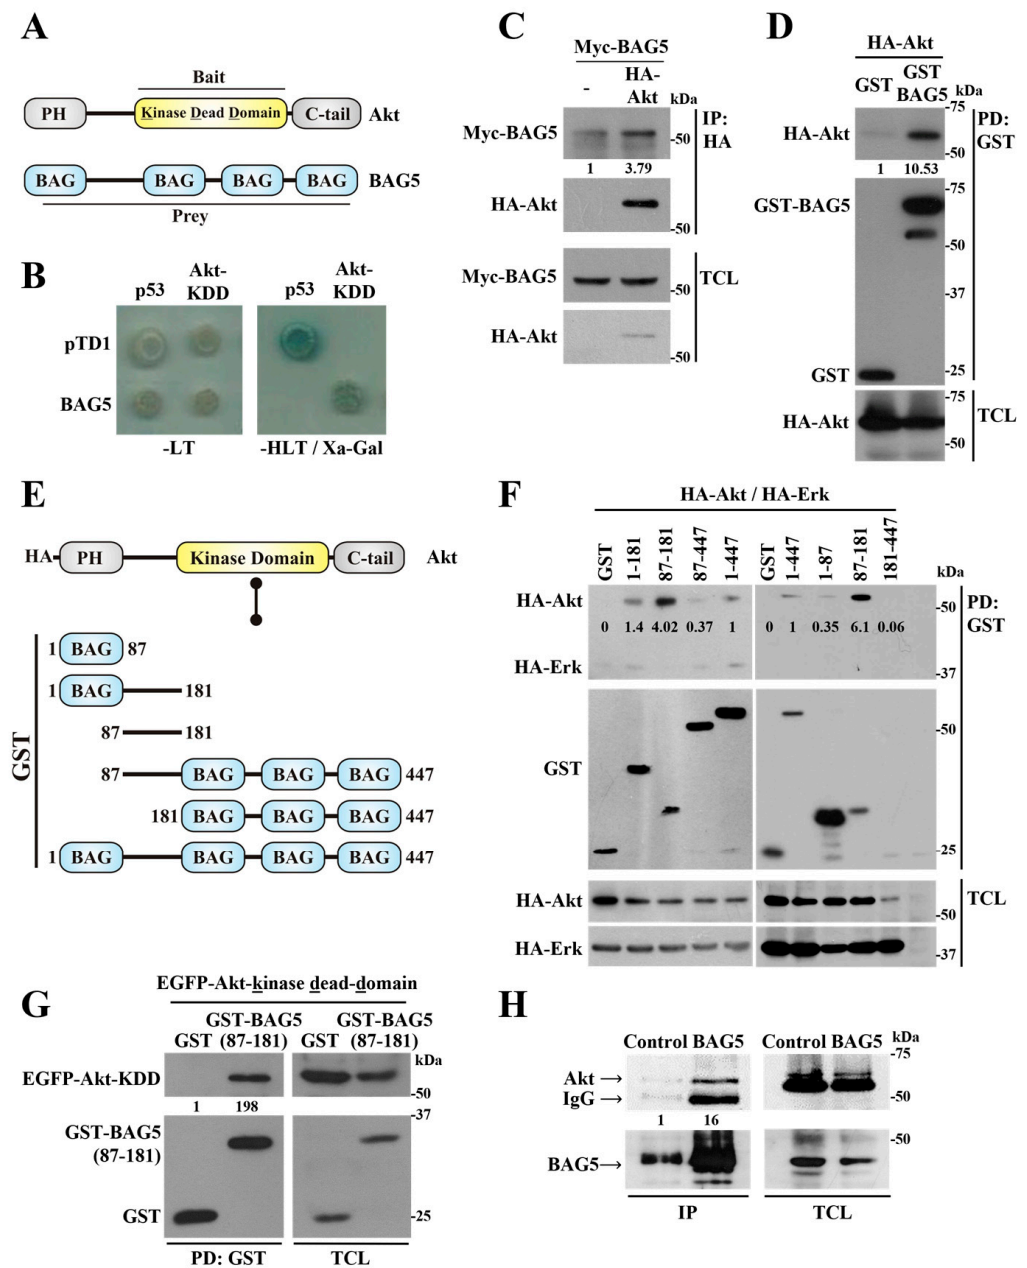 A
Bait
PH Kinase Dead Domain C-tail Akt
BAG BAG BAG BAG BAG5
Prey
B
p53 Akt-KDD p53 Akt-KDD
pTD1
BAG5
-LT -HLT / Xa-Gal
C
Myc-BAG5
- HA-Akt kDa
Myc-BAG5 -50 IP: HA
1 3.79
HA-Akt
-50
Myc-BAG5 -50 TCL
HA-Akt
-50
D
HA-Akt
GST GST BAG5
-75
HA-Akt PD: GST
-50
1 10.53
-75
GST-BAG5
-50
-37
GST -25
-75
HA-Akt TCL
-50
E
HA PH Kinase Domain C-tail Akt
GST
1 BAG 87
1 BAG 181
87 181
87 BAG BAG BAG 447
181 BAG BAG BAG 447
1 BAG BAG BAG BAG 447
F
HA-Akt / HA-Erk
GST 1-181 87-181 87-447 1-447 GST 1-447 1-87 87-181 181-447
kDa
HA-Akt -50 PD: GST
0 1.4 4.02 0.37 1 0 1 0.35 6.1 0.06
HA-Erk -37
-50
GST
-25
HA-Akt TCL
-50
HA-Erk -37
G
EGFP-Akt-kinase dead-domain
GST GST-BAG5 (87-181) GST GST-BAG5 (87-181)
kDa
EGFP-Akt-KDD
-50
1 198
-37
GST-BAG5
(87-181)
GST -25
PD: GST TCL
H
Control BAG5 Control BAG5 kDa
-75
Akt→
IgG→ -50
1 16
-50
BAG5→
IP TCL